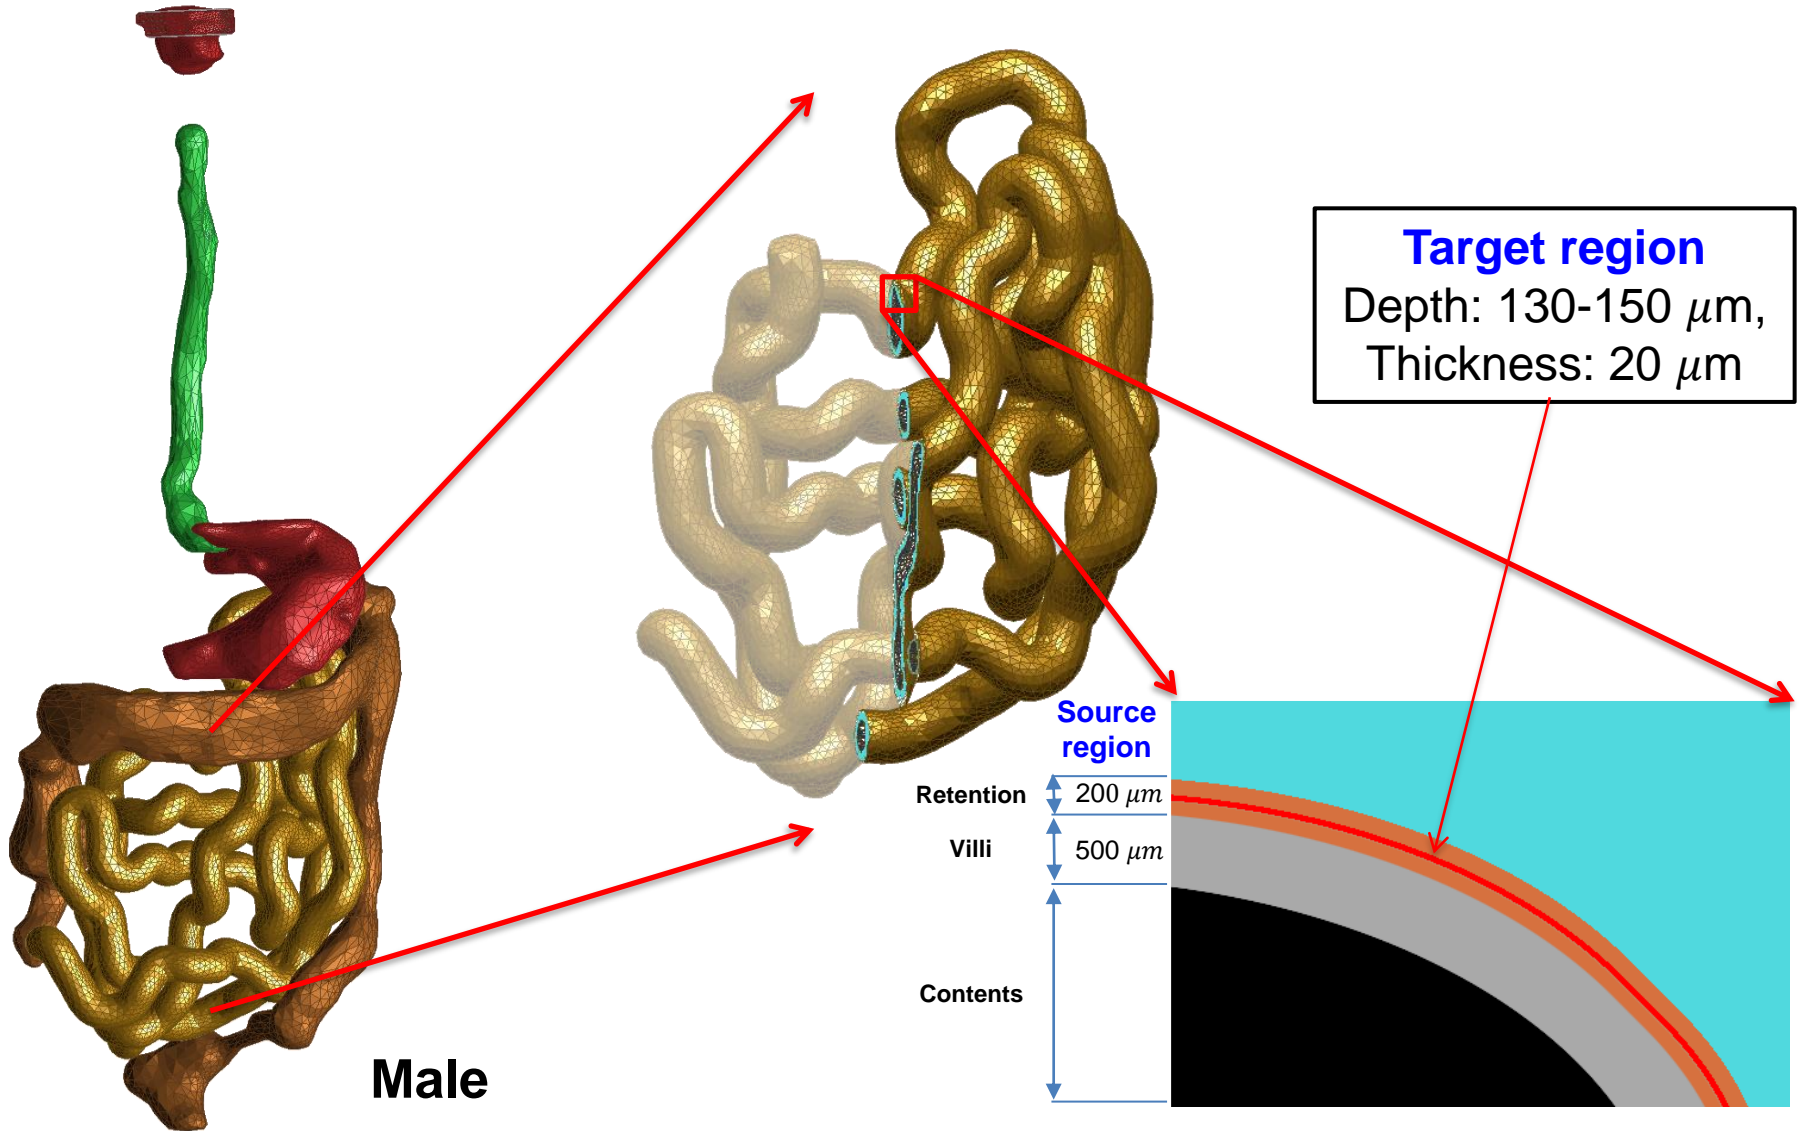 Target region
Depth: 130-150 μm,
Thickness: 20 μm
Source
region
Retention
200 μm
Villi
500 μm
Contents
Male